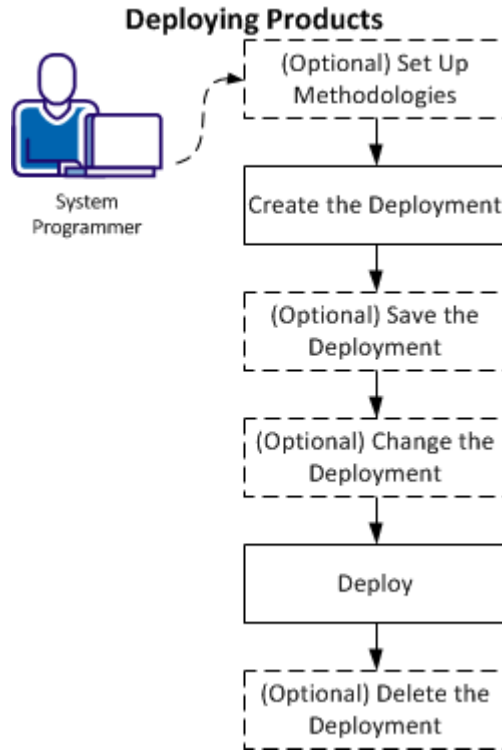 Deploying Products
(Optional) Set Up
Methodologies
System
Programmer
Create the Deployment
(Optional) Save the
Deployment
(Optional) Change the
Deployment
Deploy
(Optional) Delete the
Deployment